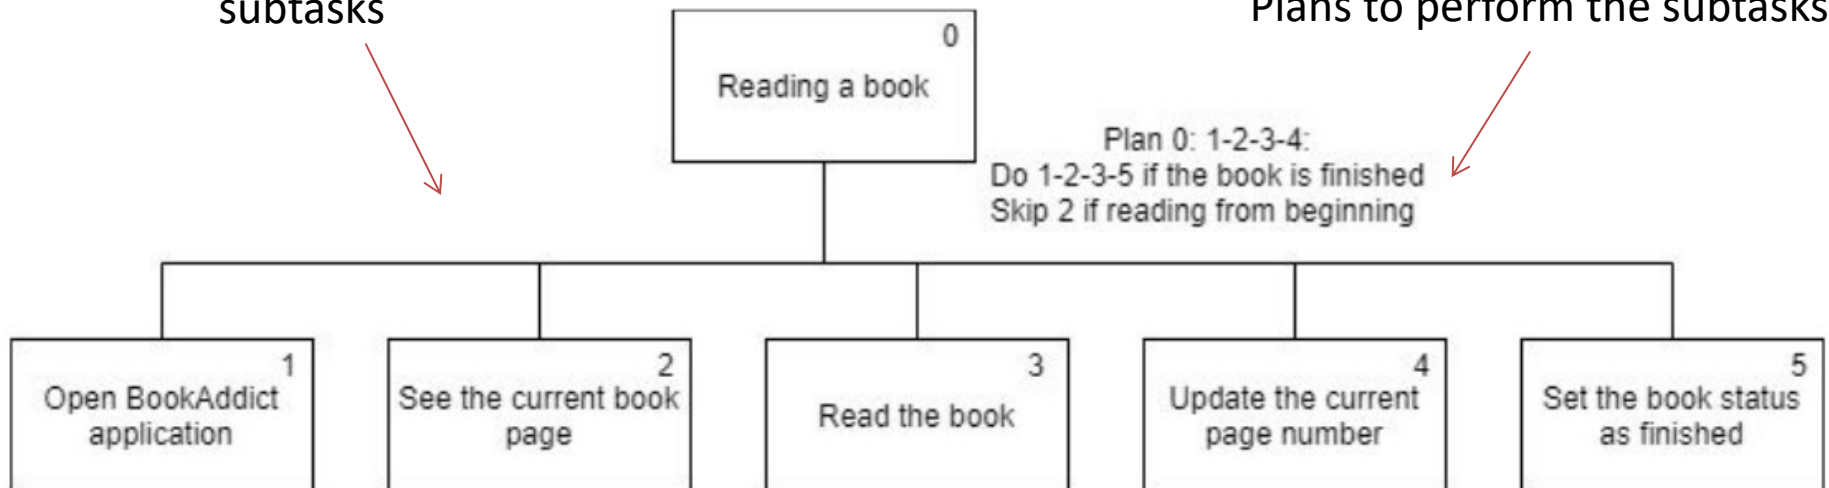 subtasks
Plans to perform the subtasks
0
Reading a book
Plan 0: 1-2-3-4:
Do 1-2-3-5 if the book is finished
Skip 2 if reading from beginning
1
Open BookAddict
application
2
See the current book
page
3
Read the book
4
Update the current
page number
5
Set the book status
as finished